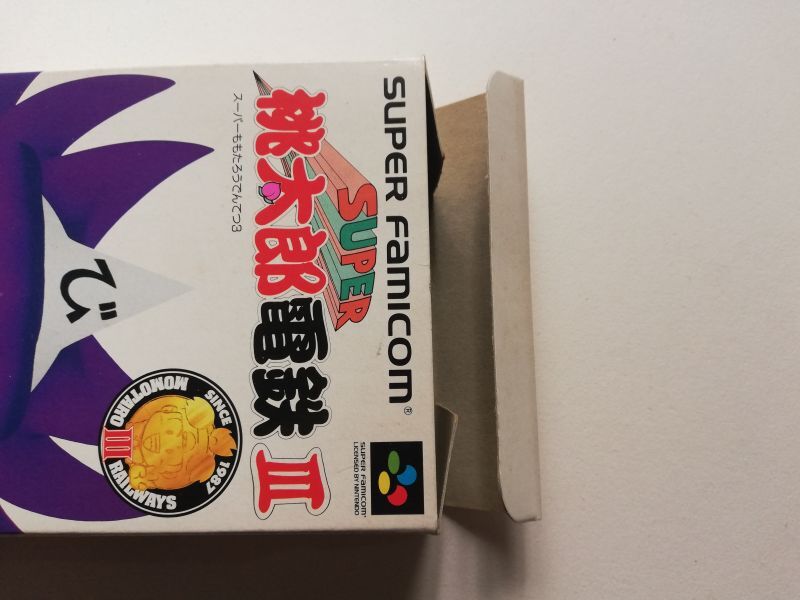 SUPER FAMICOM®
SUPER
桃太郎電鉄III
スーパーももたろうでんてつ3
SUPER FAMICOM®
LICENSED BY NINTENDO
び
SINCE 1987
MOMOTARO
III
RAILWAYS